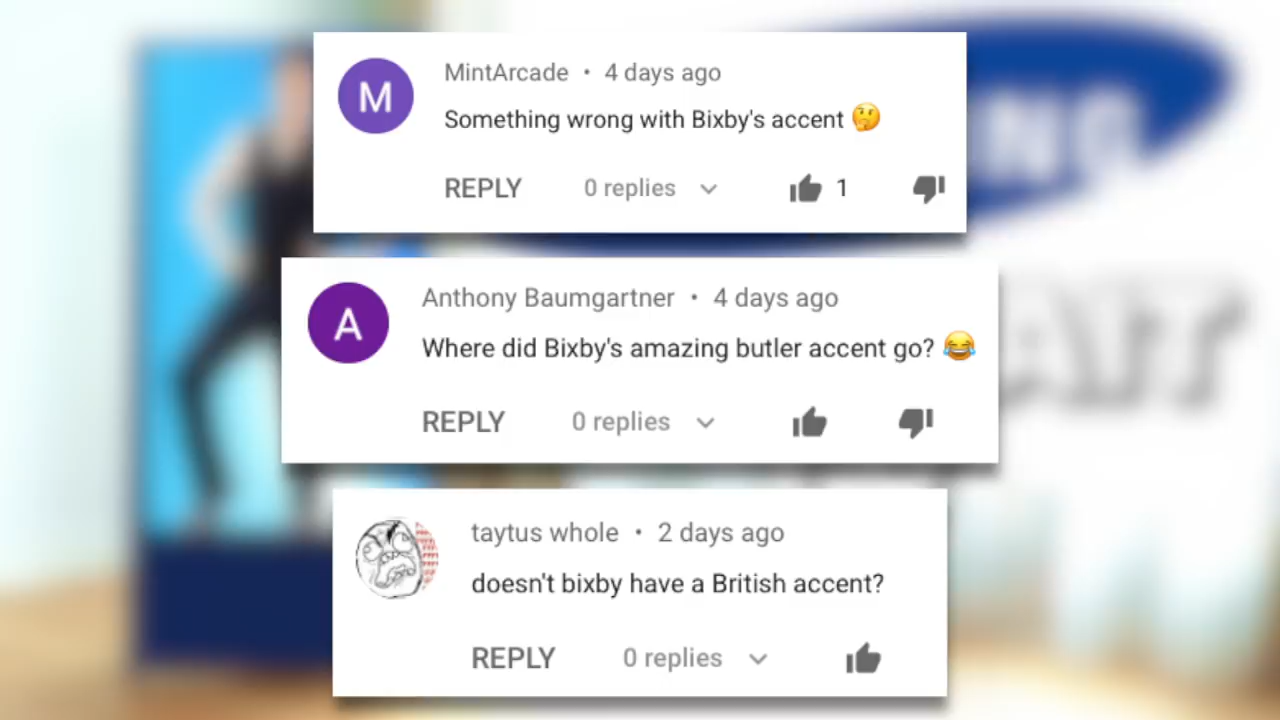 M
MintArcade • 4 days ago
Something wrong with Bixby's accent 🤔
REPLY 0 replies 1
A
Anthony Baumgartner • 4 days ago
Where did Bixby's amazing butler accent go? 😂
REPLY 0 replies
taytus whole • 2 days ago
doesn't bixby have a British accent?
REPLY 0 replies